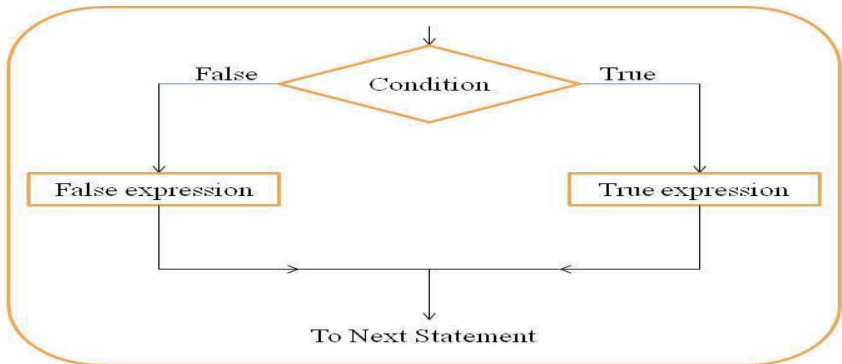 False
Condition
True
False expression
True expression
To Next Statement